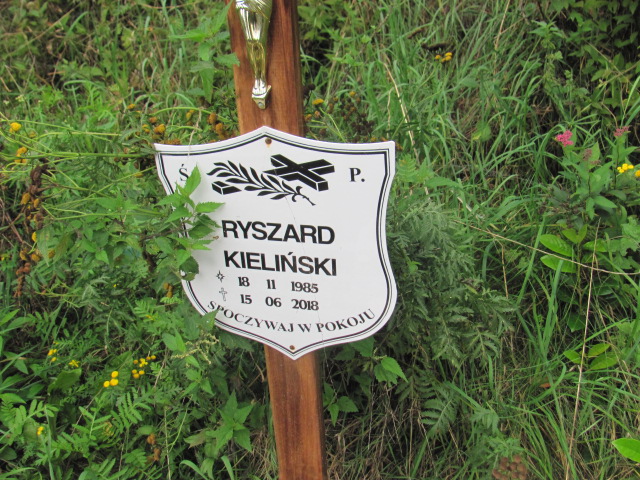 Ś. P.
RYSZARD
KIELIŃSKI
18 11 1985
15 06 2018
SPOCZYWAJ W POKOJU